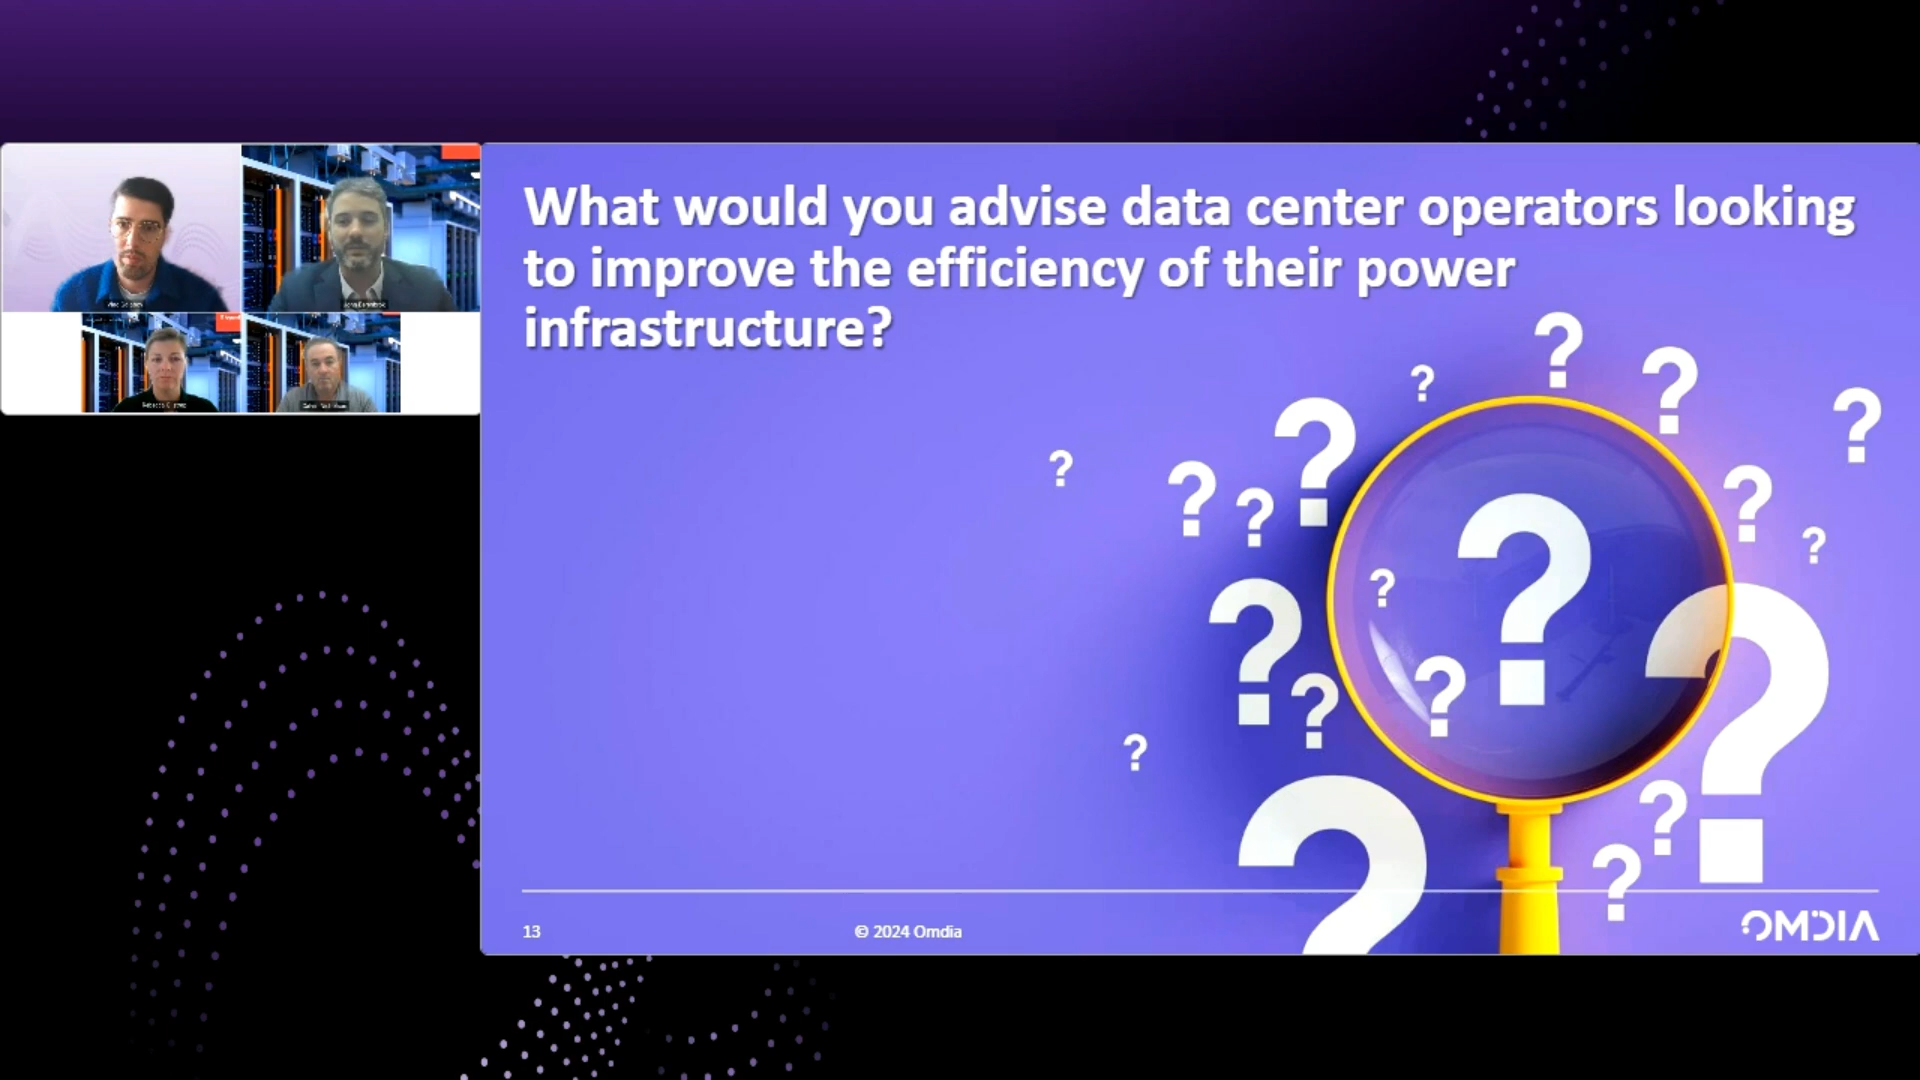 What would you advise data center operators looking
to improve the efficiency of their power
infrastructure?
13
© 2024 Omdia
OMDIA